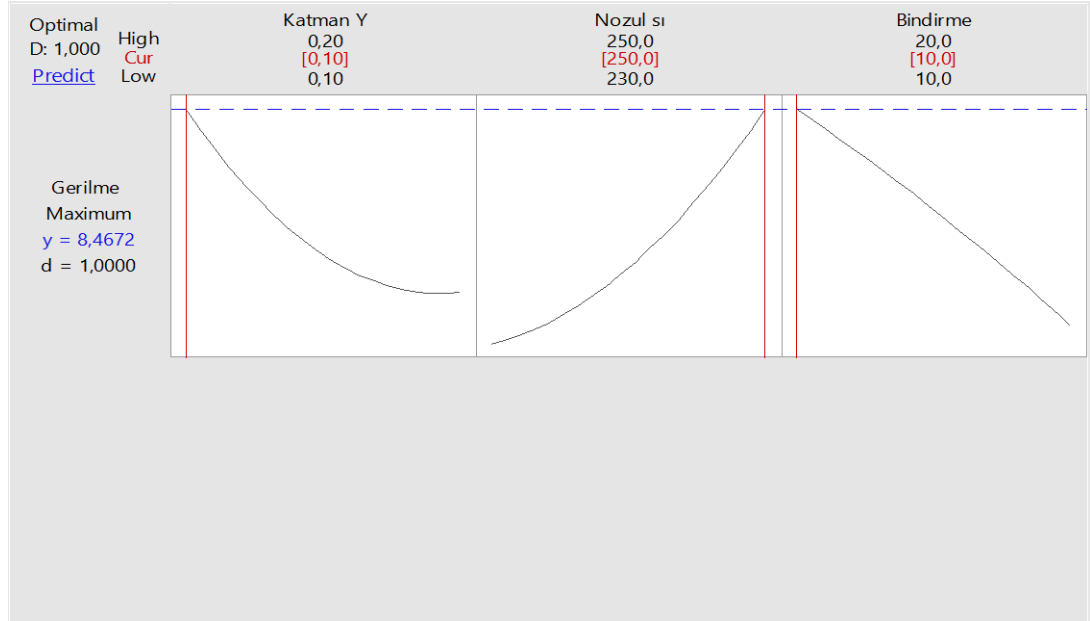 Optimal
D: 1,000
Predict
High
Cur
Low
Katman Y
0,20
[0,10]
0,10
Nozul sı
250,0
[250,0]
230,0
Bindirme
20,0
[10,0]
10,0
Gerilme
Maximum
y = 8,4672
d = 1,0000